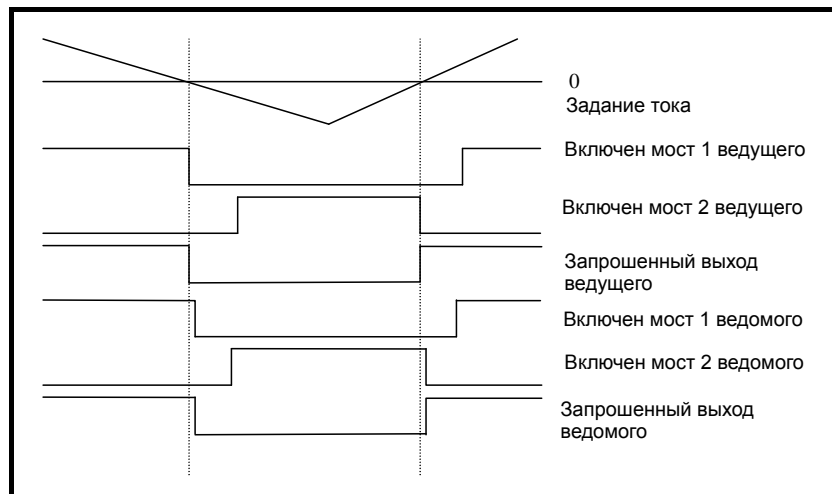 0
Задание тока
Включен мост 1 ведущего
Включен мост 2 ведущего
Запрошенный выход
ведущего
Включен мост 1 ведомого
Включен мост 2 ведомого
Запрошенный выход
ведомого